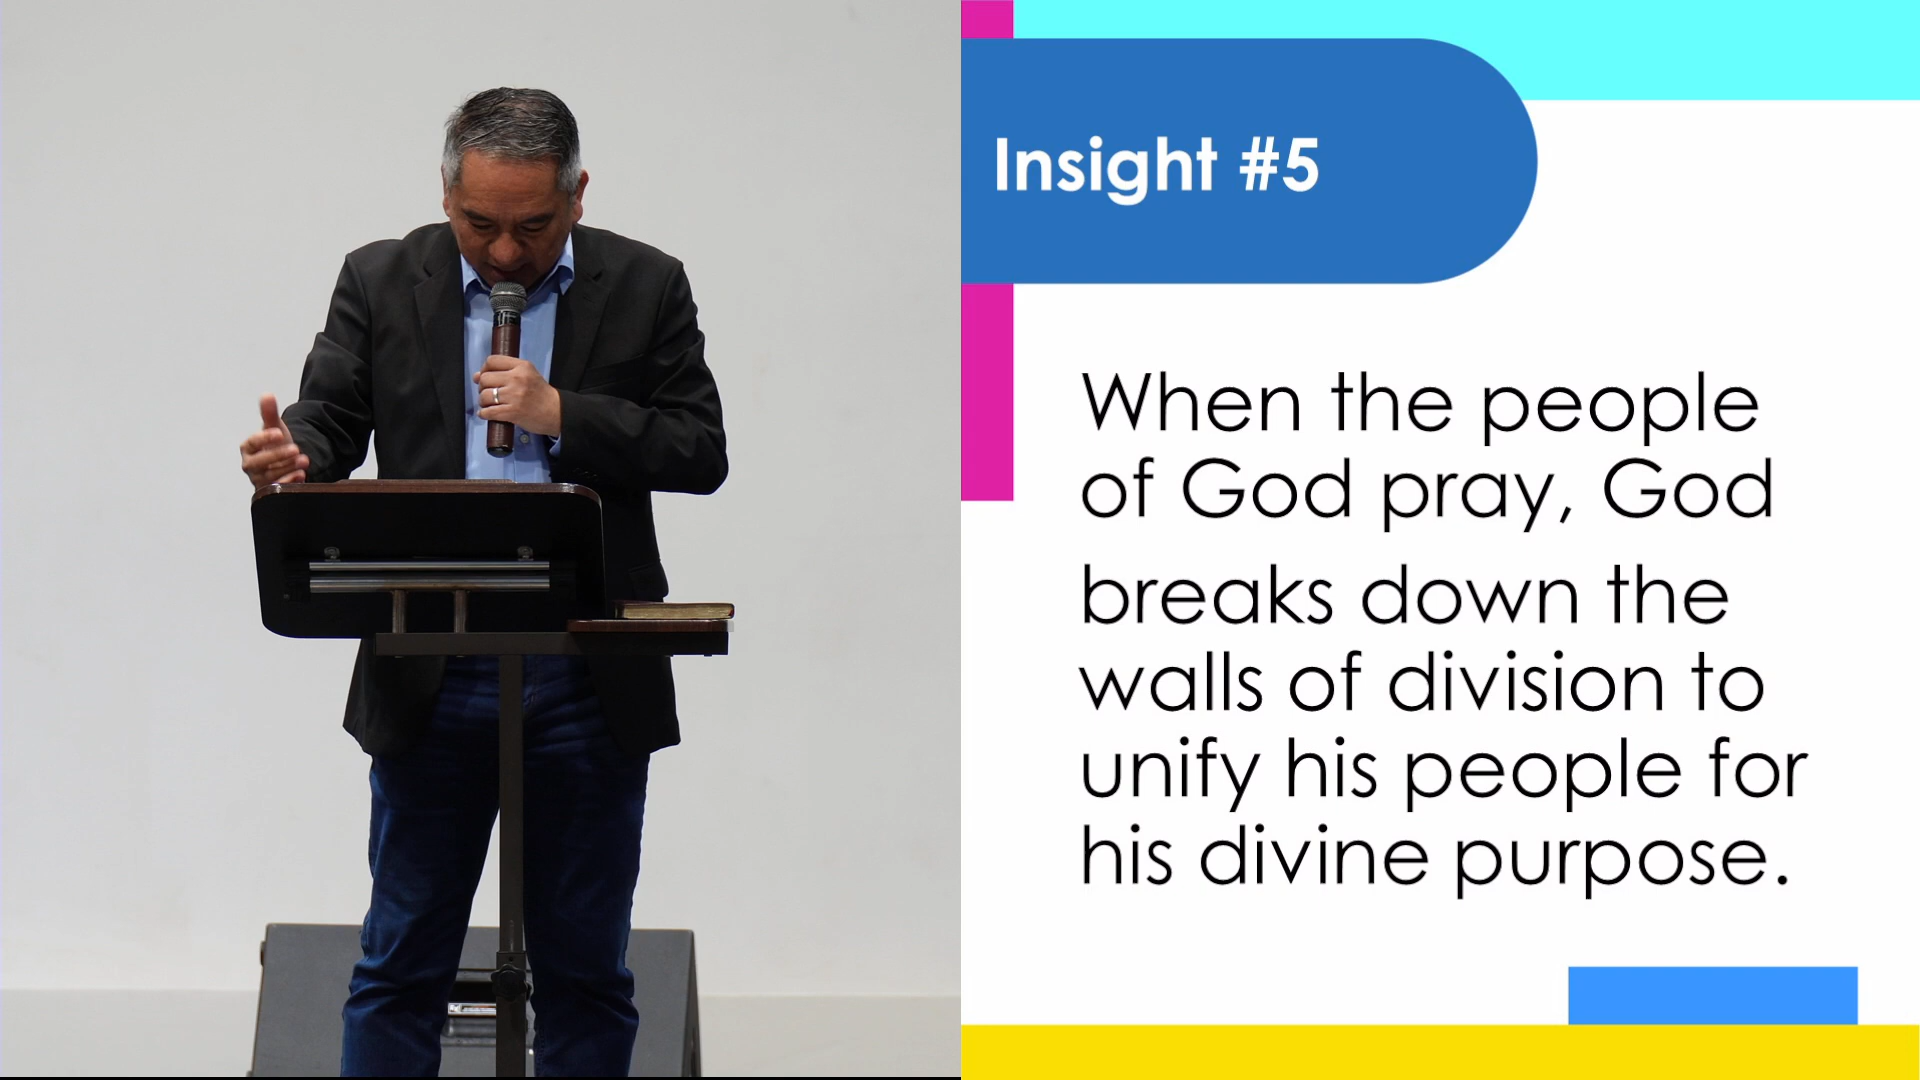 Insight #5
When the people
of God pray, God
breaks down the
walls of division to
unify his people for
his divine purpose.